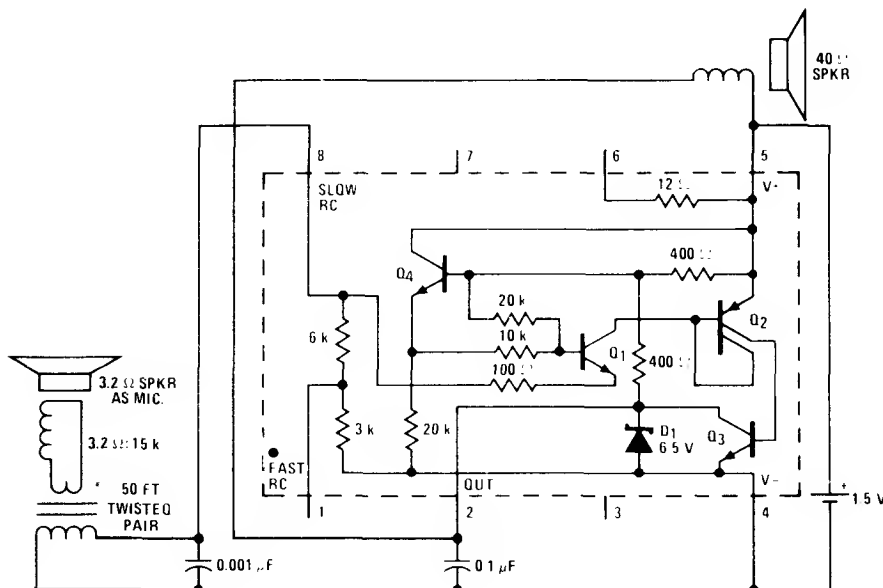 40 Ω
SPKR
8
7
6
5
SLOW
RC
12 Ω
V+
400 Ω
Q4
20 k
Q2
6 k
10 k
Q1
400 Ω
100 Ω
3.2 Ω SPKR
AS MIC.
3.2 Ω:15 k
3 k
20 k
D1
6 5 V
Q3
FAST
RC
50 FT
TWISTED
PAIR
OUT
V-
1
2
3
4
+
1.5 V
0.001 μF
0.1 μF